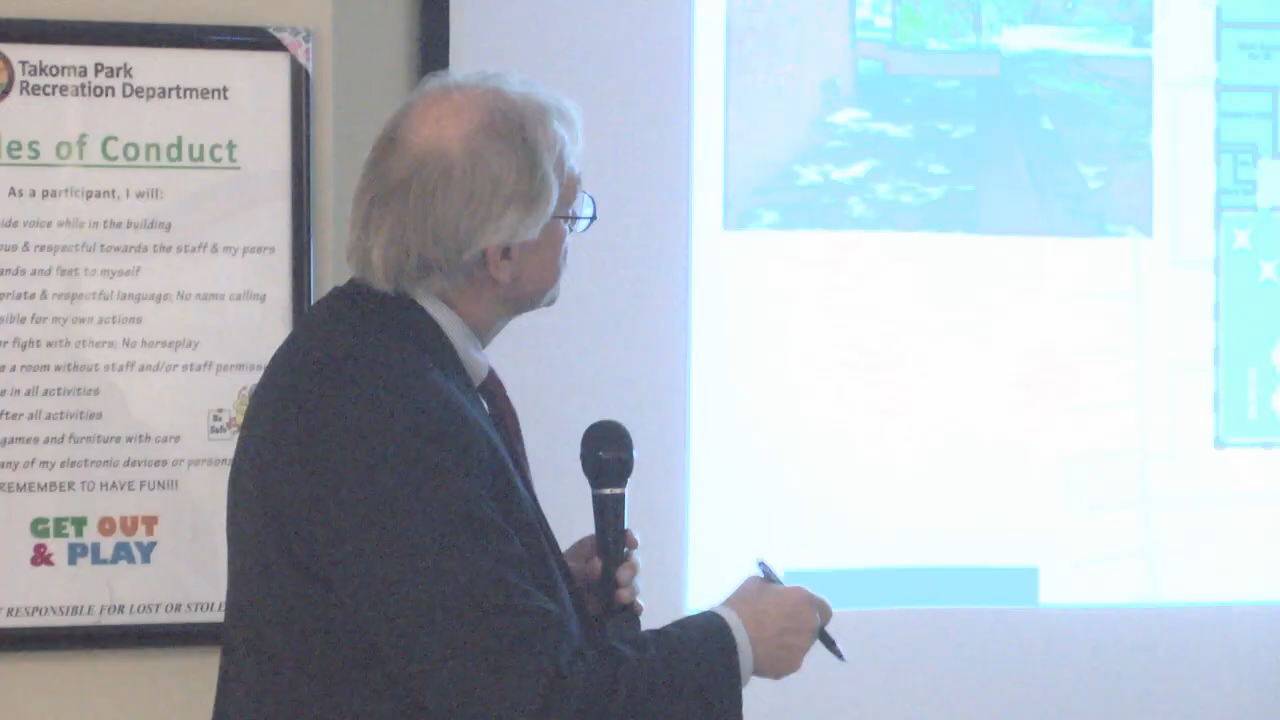 Takoma Park
Recreation Department
les of Conduct
As a participant, I will:
ide voice while in the building
ous & respectful towards the staff & my peers
ands and feet to myself
priate & respectful language; No name calling
sible for my own actions
or fight with others; No horseplay
e a room without staff and/or staff permiss
e in all activities
fter all activities
games and furniture with care
any of my electronic devices or persona
REMEMBER TO HAVE FUN!!!
Be
Safe
GET OUT
& PLAY
T RESPONSIBLE FOR LOST OR STOLE